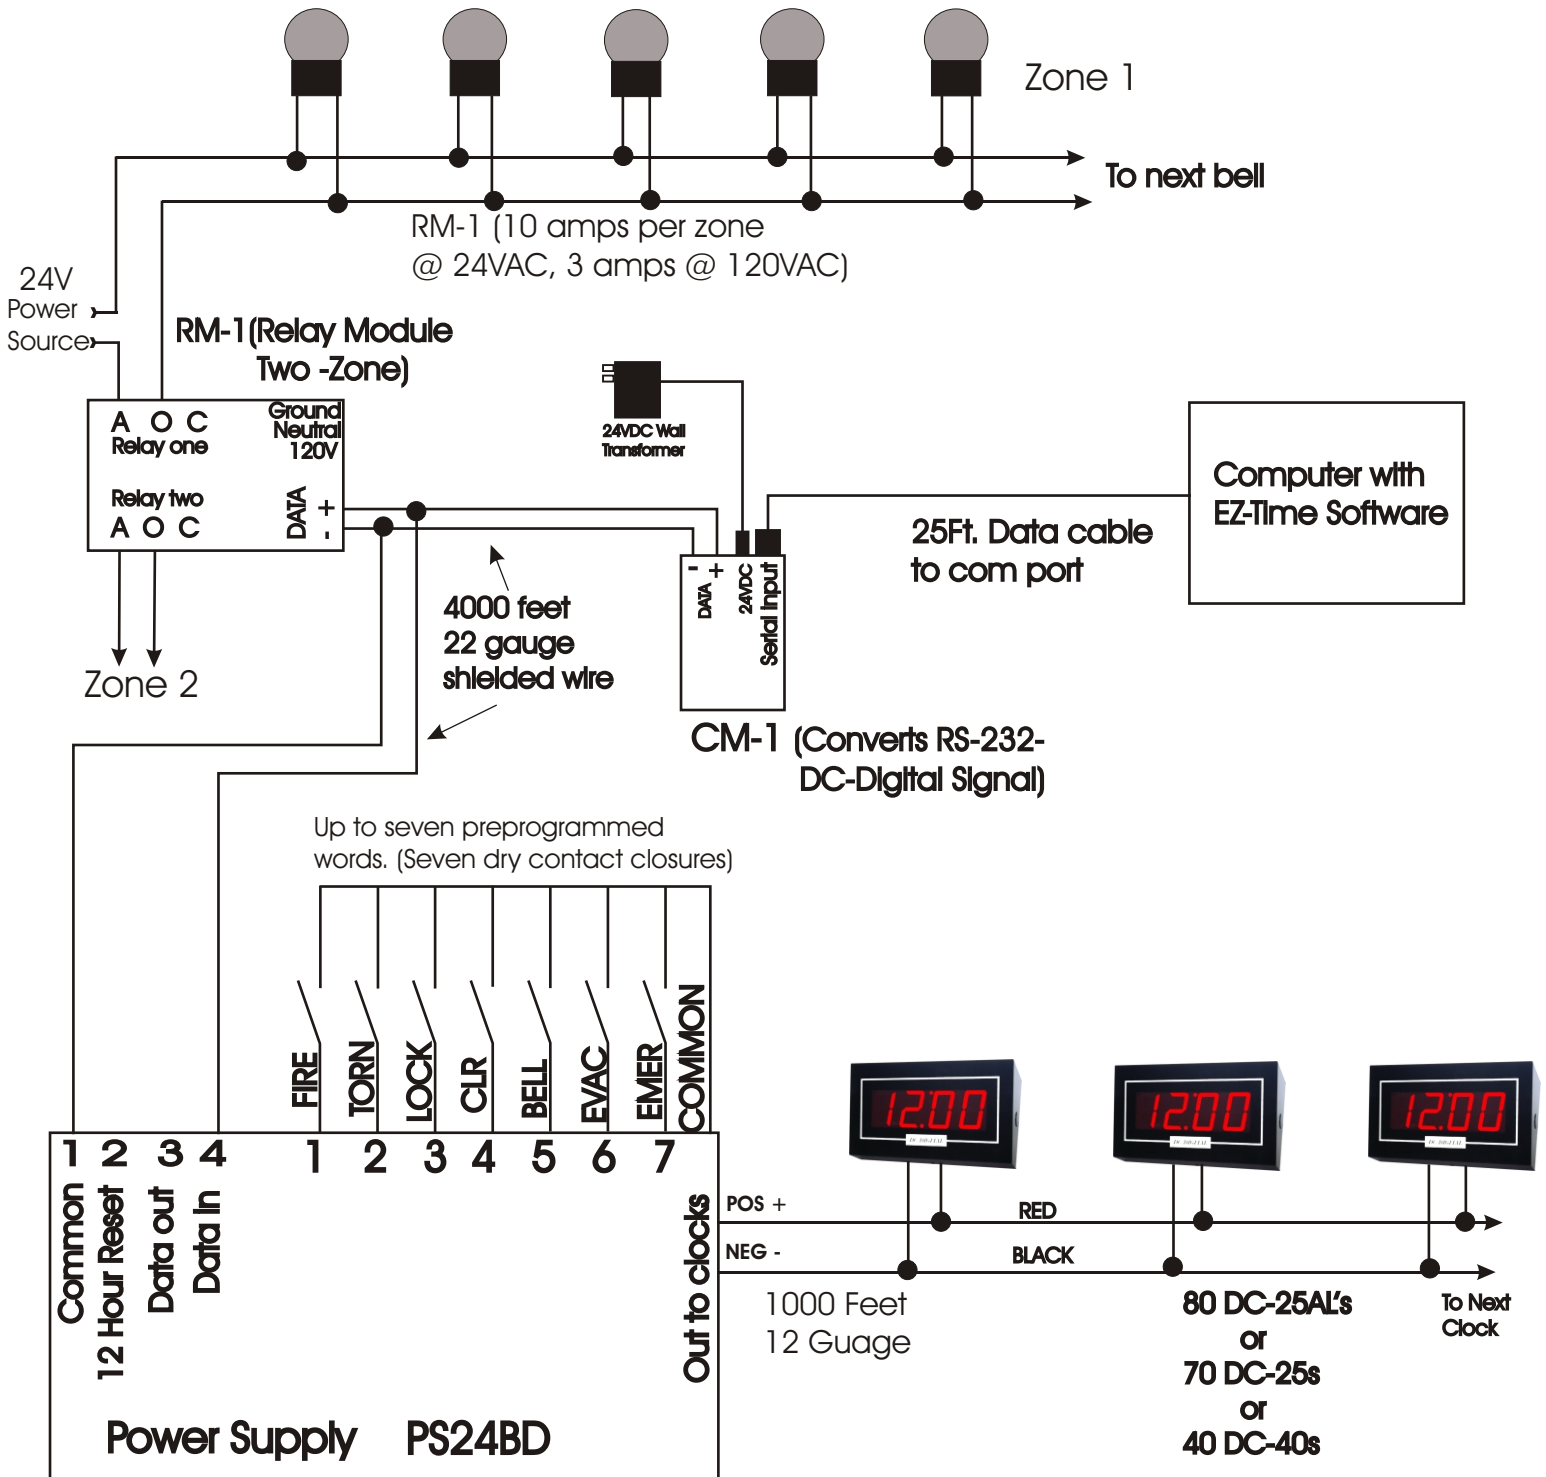 Zone 1
To next bell
RM-1 (10 amps per zone
@ 24VAC, 3 amps @ 120VAC)
24V
Power
Source
RM-1(Relay Module
Two -Zone)
A O C
Relay one
Ground
Neutral
120V
Relay two
A O C
DATA
+
-
Zone 2
24VDC Wall
Transformer
4000 feet
22 gauge
shielded wire
- +
DATA
24VDC
Serial Input
25Ft. Data cable
to com port
Computer with
EZ-Time Software
CM-1 (Converts RS-232-
DC-Digital Signal)
Up to seven preprogrammed
words. (Seven dry contact closures)
FIRE
TORN
LOCK
CLR
BELL
EVAC
EMER
COMMON
1 2 3 4
1 2 3 4 5 6 7
Common
12 Hour Reset
Data out
Data In
Out to clocks
Power Supply PS24BD
POS +
RED
NEG -
BLACK
12:00
12:00
12:00
1000 Feet
12 Guage
80 DC-25AL's
or
70 DC-25s
or
40 DC-40s
To Next
Clock